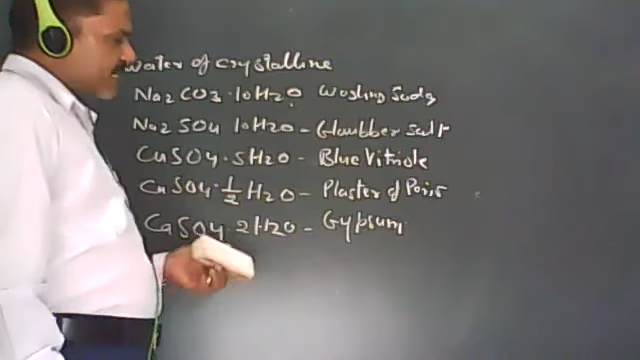 water of crystalline
Na2CO3·10H2O Washing Soda
Na2SO4 10H2O - Glaubber Salt
CuSO4·5H2O - Blue Vitriole
CaSO4·1/2 H2O - Plaster of Paris
CaSO4 2H2O - Gypsum